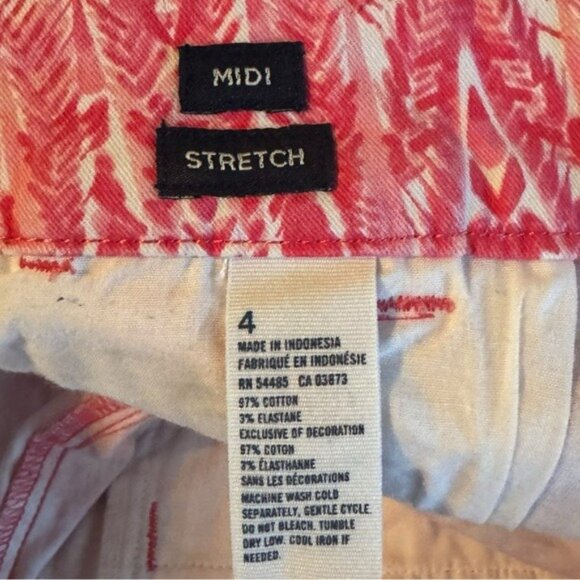 MIDI
STRETCH
4
MADE IN INDONESIA
FABRIQUÉ EN INDONÉSIE
RN 54485 CA 03873
97% COTTON
3% ELASTANE
EXCLUSIVE OF DECORATION
97% COTON
3% ÉLASTHANNE
SANS LES DÉCORATIONS
MACHINE WASH COLD
SEPARATELY, GENTLE CYCLE.
DO NOT BLEACH. TUMBLE
DRY LOW. COOL IRON IF
NEEDED.